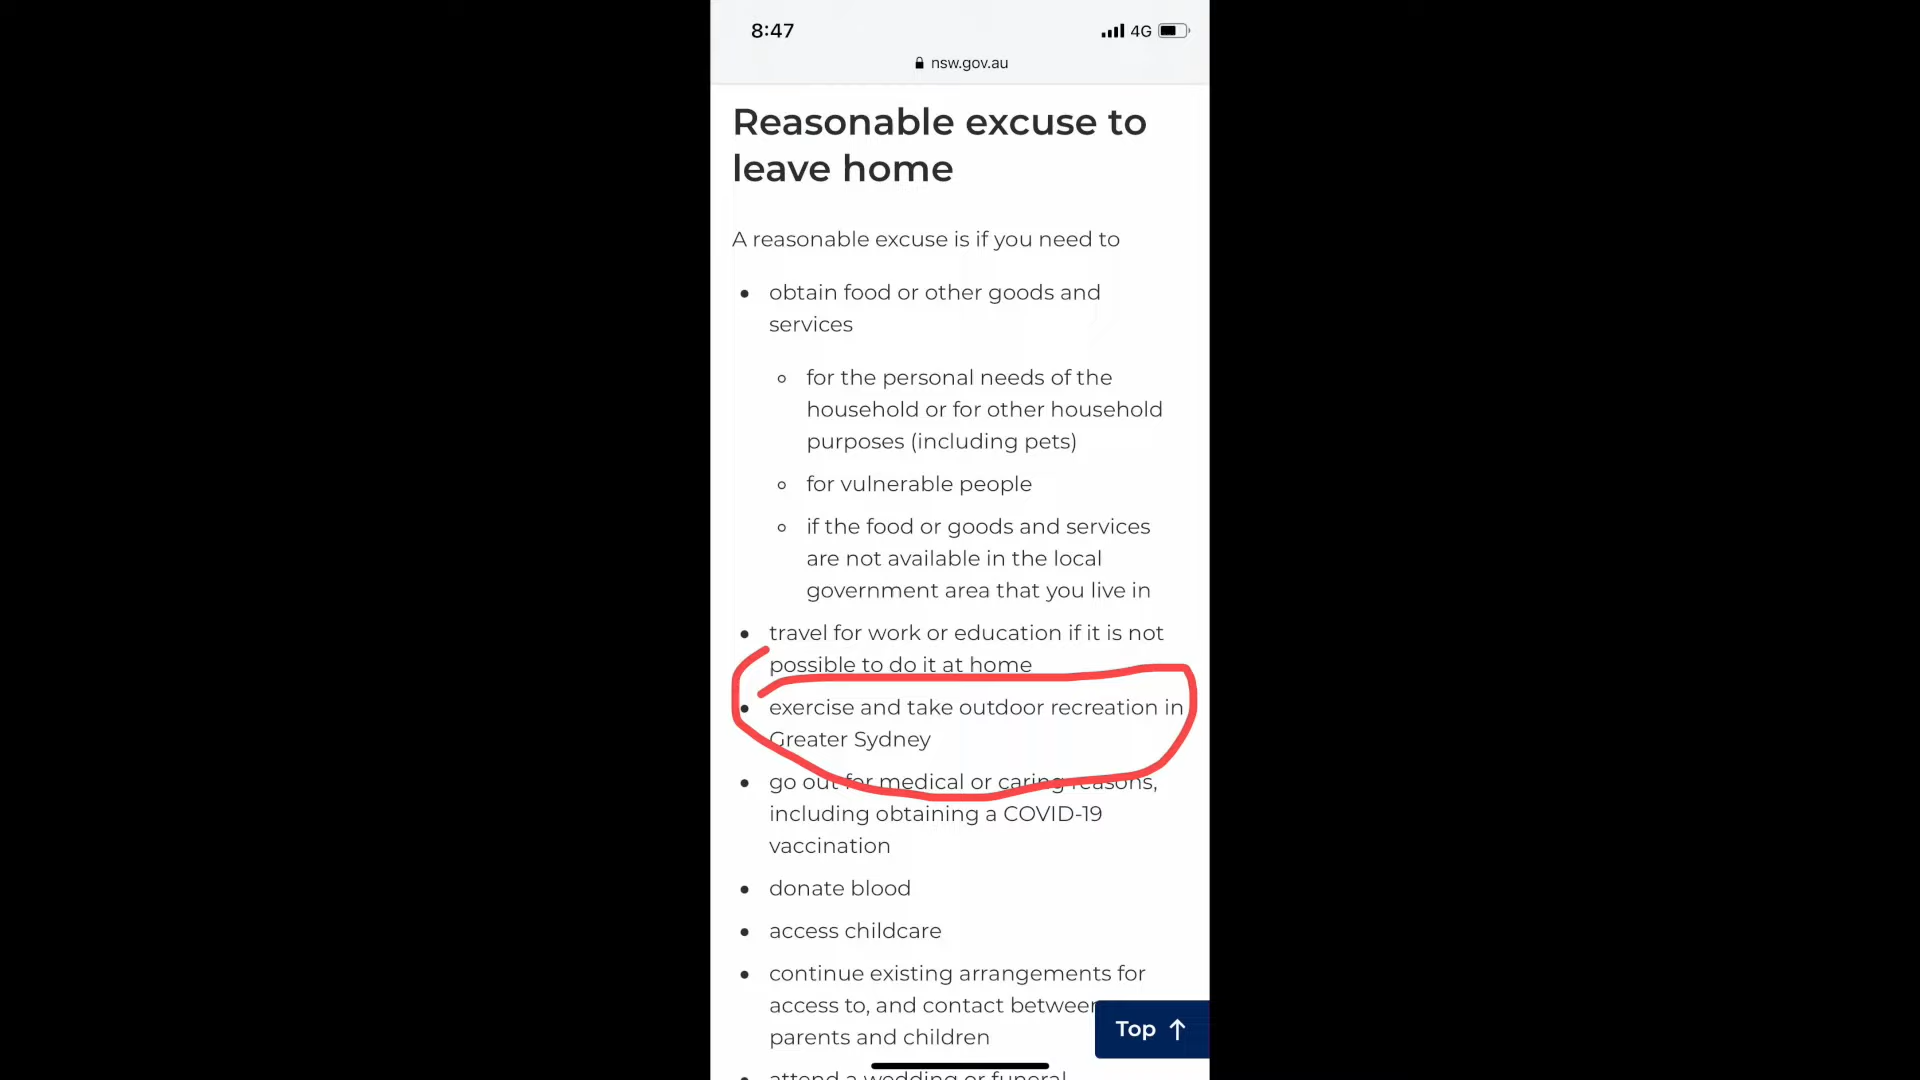 8:47
4G
nsw.gov.au
Reasonable excuse to
leave home
A reasonable excuse is if you need to
• obtain food or other goods and
services
◦ for the personal needs of the
household or for other household
purposes (including pets)
◦ for vulnerable people
◦ if the food or goods and services
are not available in the local
government area that you live in
• travel for work or education if it is not
possible to do it at home
• exercise and take outdoor recreation in
Greater Sydney
• go out for medical or caring reasons,
including obtaining a COVID-19
vaccination
• donate blood
• access childcare
• continue existing arrangements for
access to, and contact between
parents and children
Top ↑
• attend a wedding or funeral